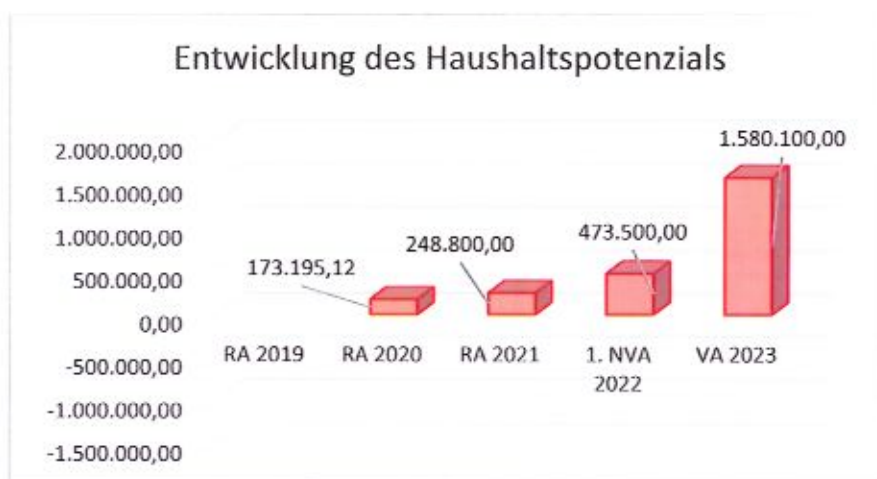 Entwicklung des Haushaltspotenzials
2.000.000,00
1.500.000,00
1.000.000,00
500.000,00
0,00
-500.000,00
-1.000.000,00
-1.500.000,00
173.195,12
248.800,00
473.500,00
1.580.100,00
RA 2019
RA 2020
RA 2021
1. NVA
2022
VA 2023